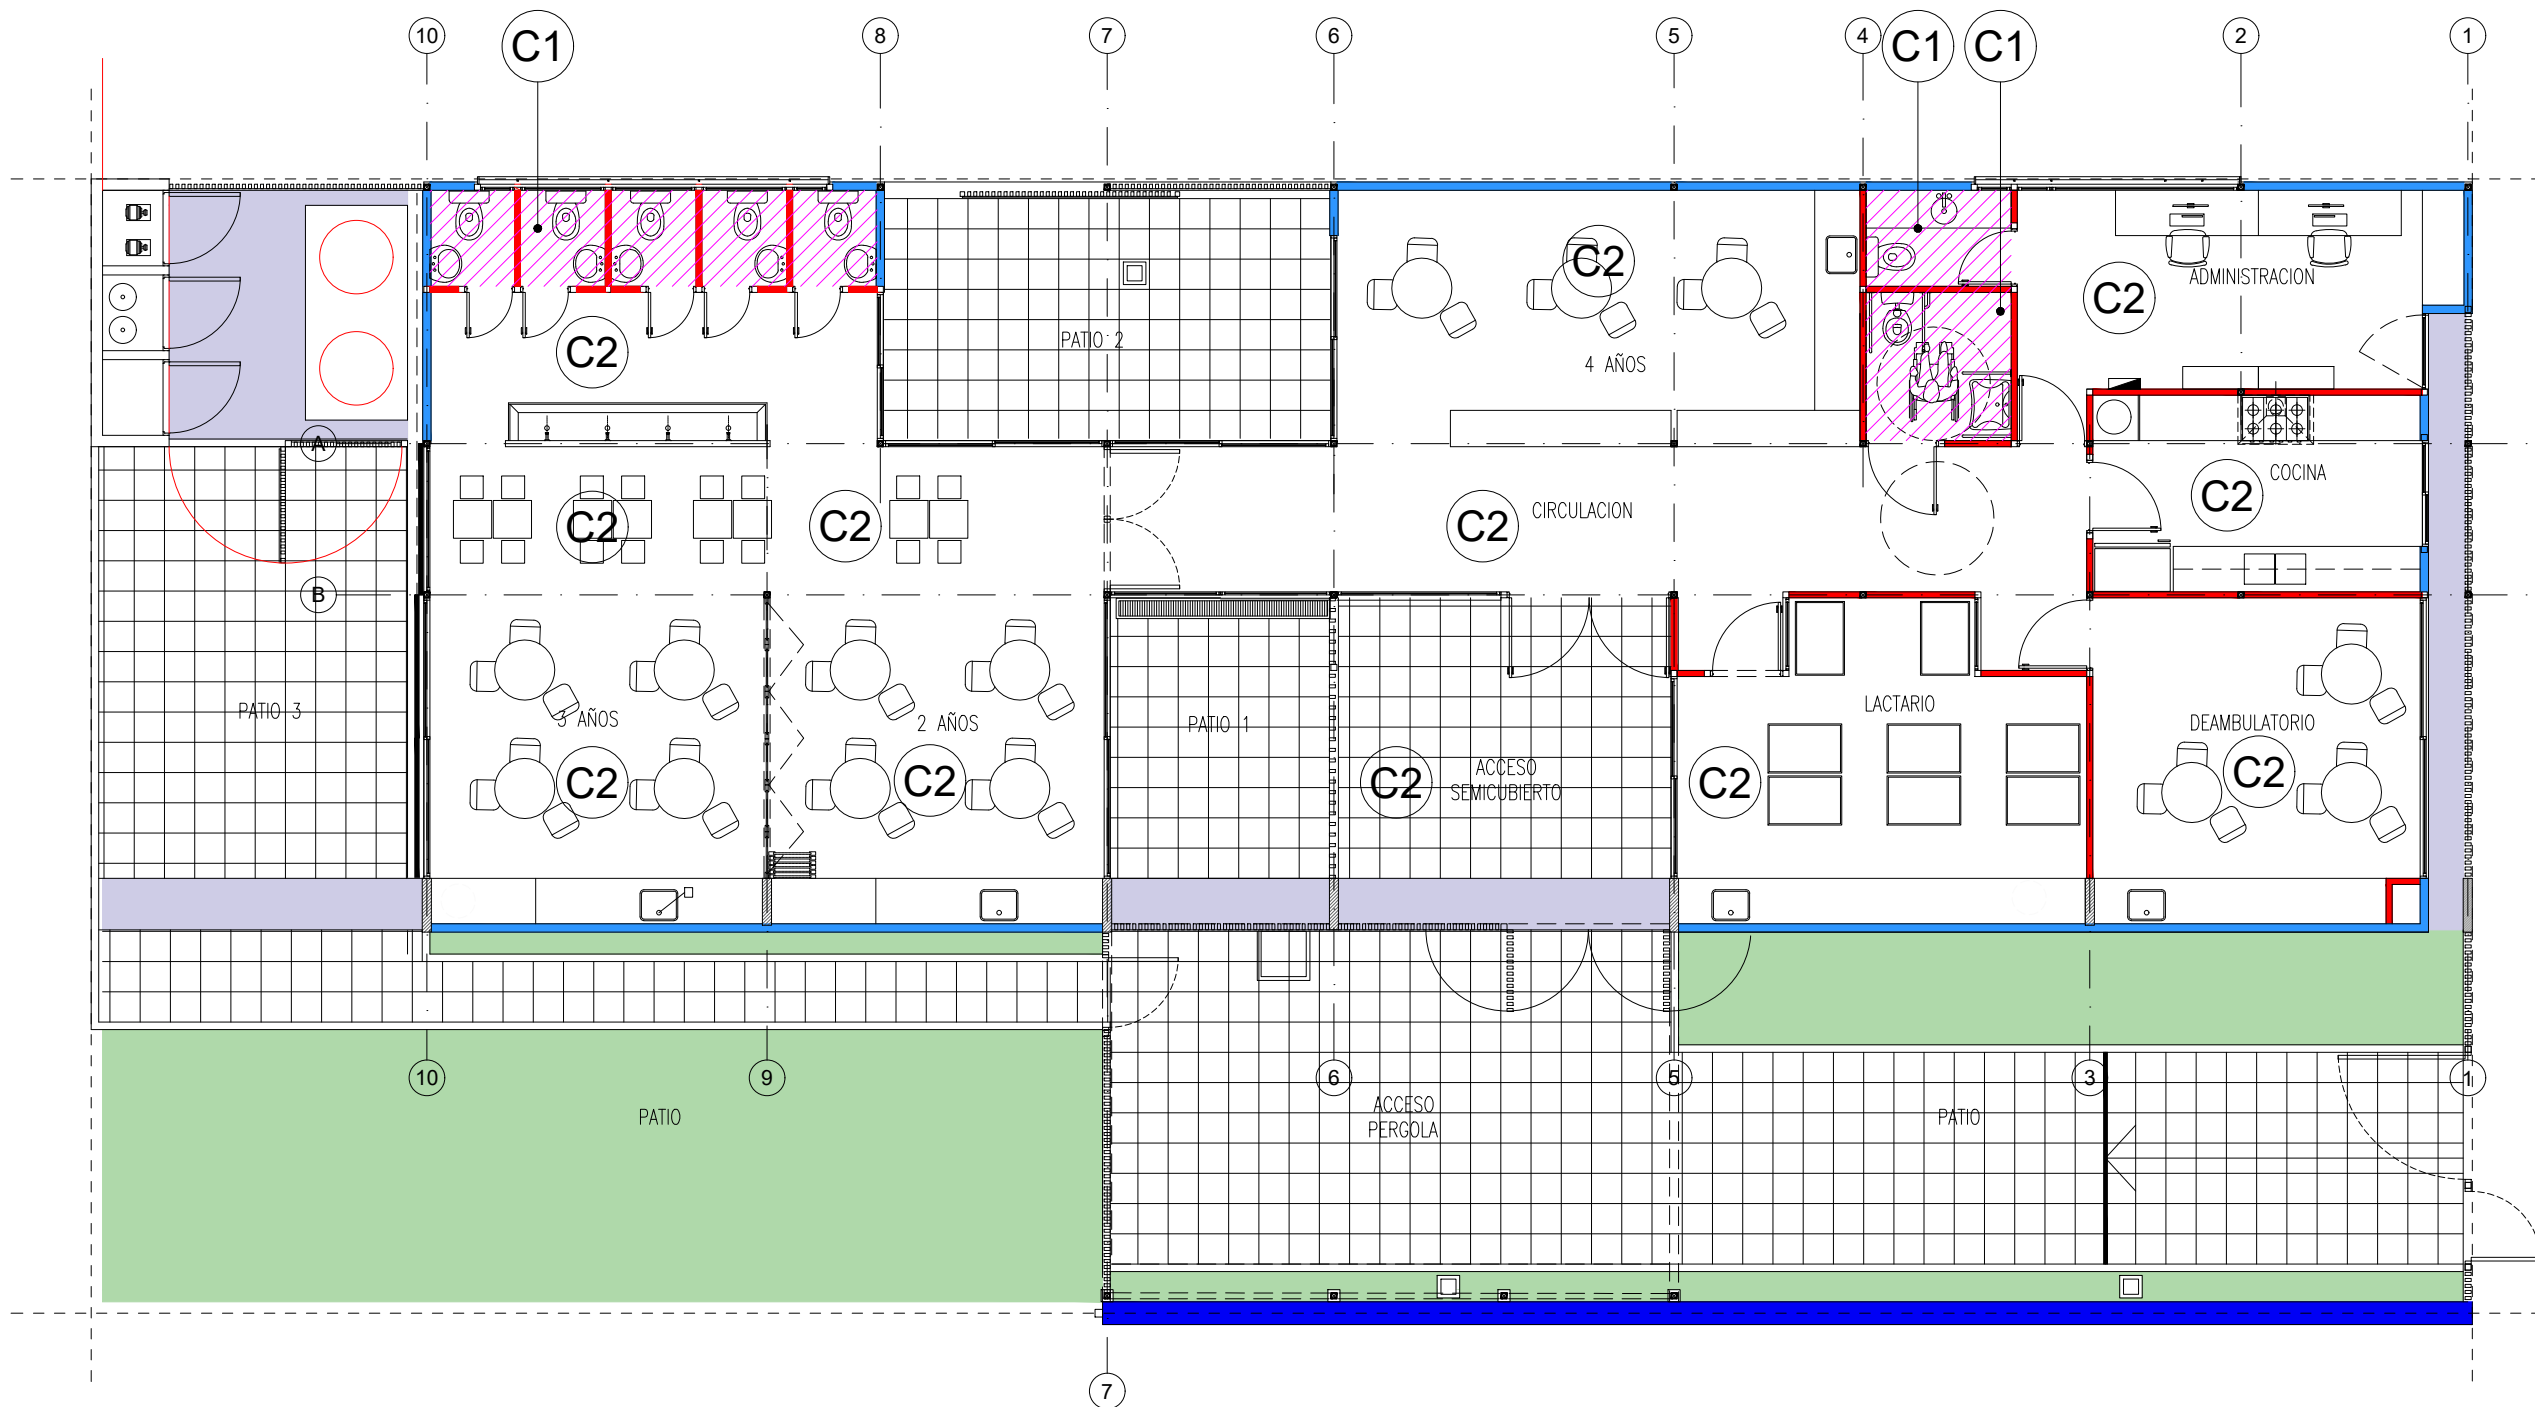 10
C1
8
7
6
5
4
C1
C1
2
1
C2
ADMINISTRACION
C2
PATIO 2
C2
4 AÑOS
A
COCINA
C2
C2
C2
C2
CIRCULACION
B
PATIO 3
3 AÑOS
2 AÑOS
PATIO 1
LACTARIO
DEAMBULATORIO
C2
C2
C2
ACCESO
SEMICUBIERTO
C2
C2
10
9
6
5
3
1
PATIO
ACCESO
PERGOLA
PATIO
7